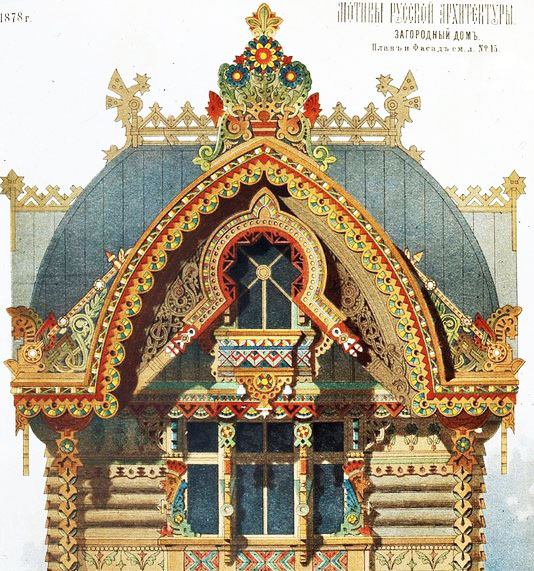 1878 г.
МОТИВЫ РУССКОЙ АРХИТЕКТУРЫ.
ЗАГОРОДНЫЙ ДОМЪ.
Планъ и Фасадъ см. л. № 15.